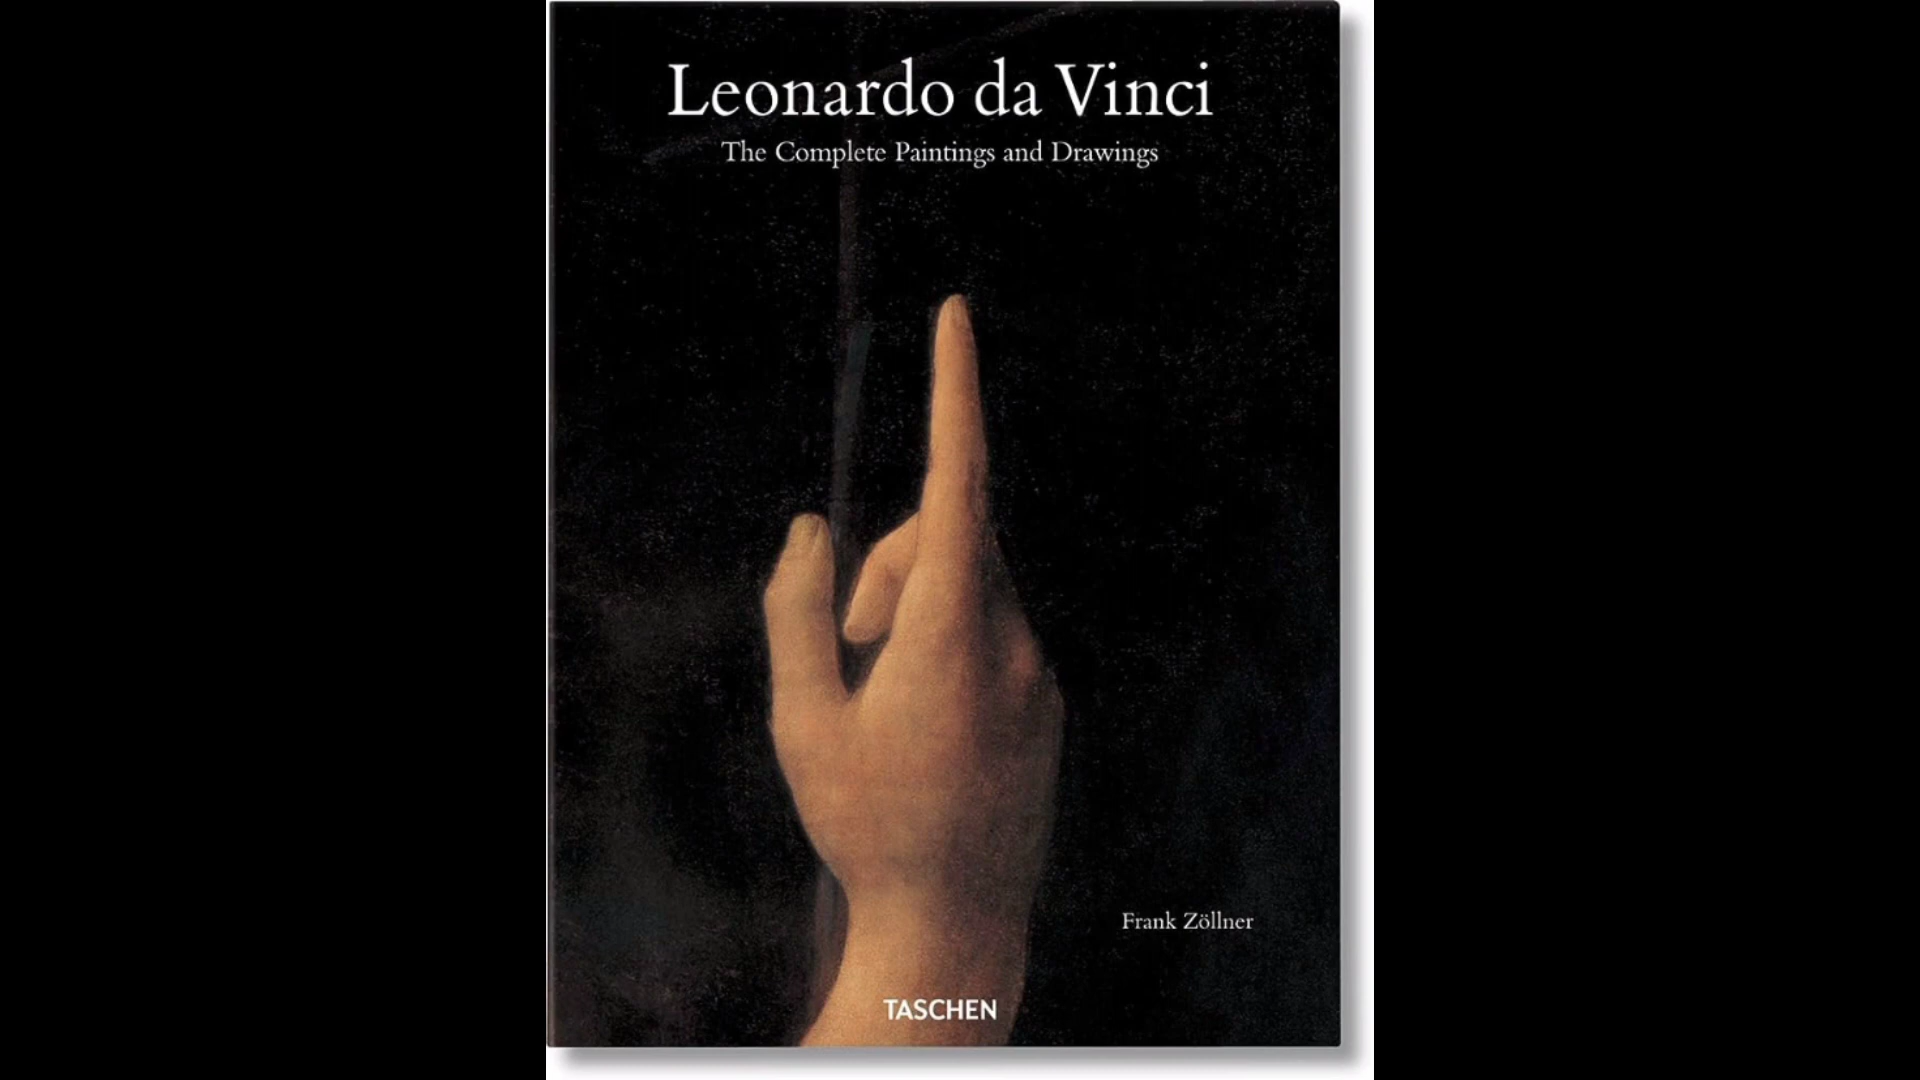 Leonardo da Vinci
The Complete Paintings and Drawings
Frank Zöllner
TASCHEN